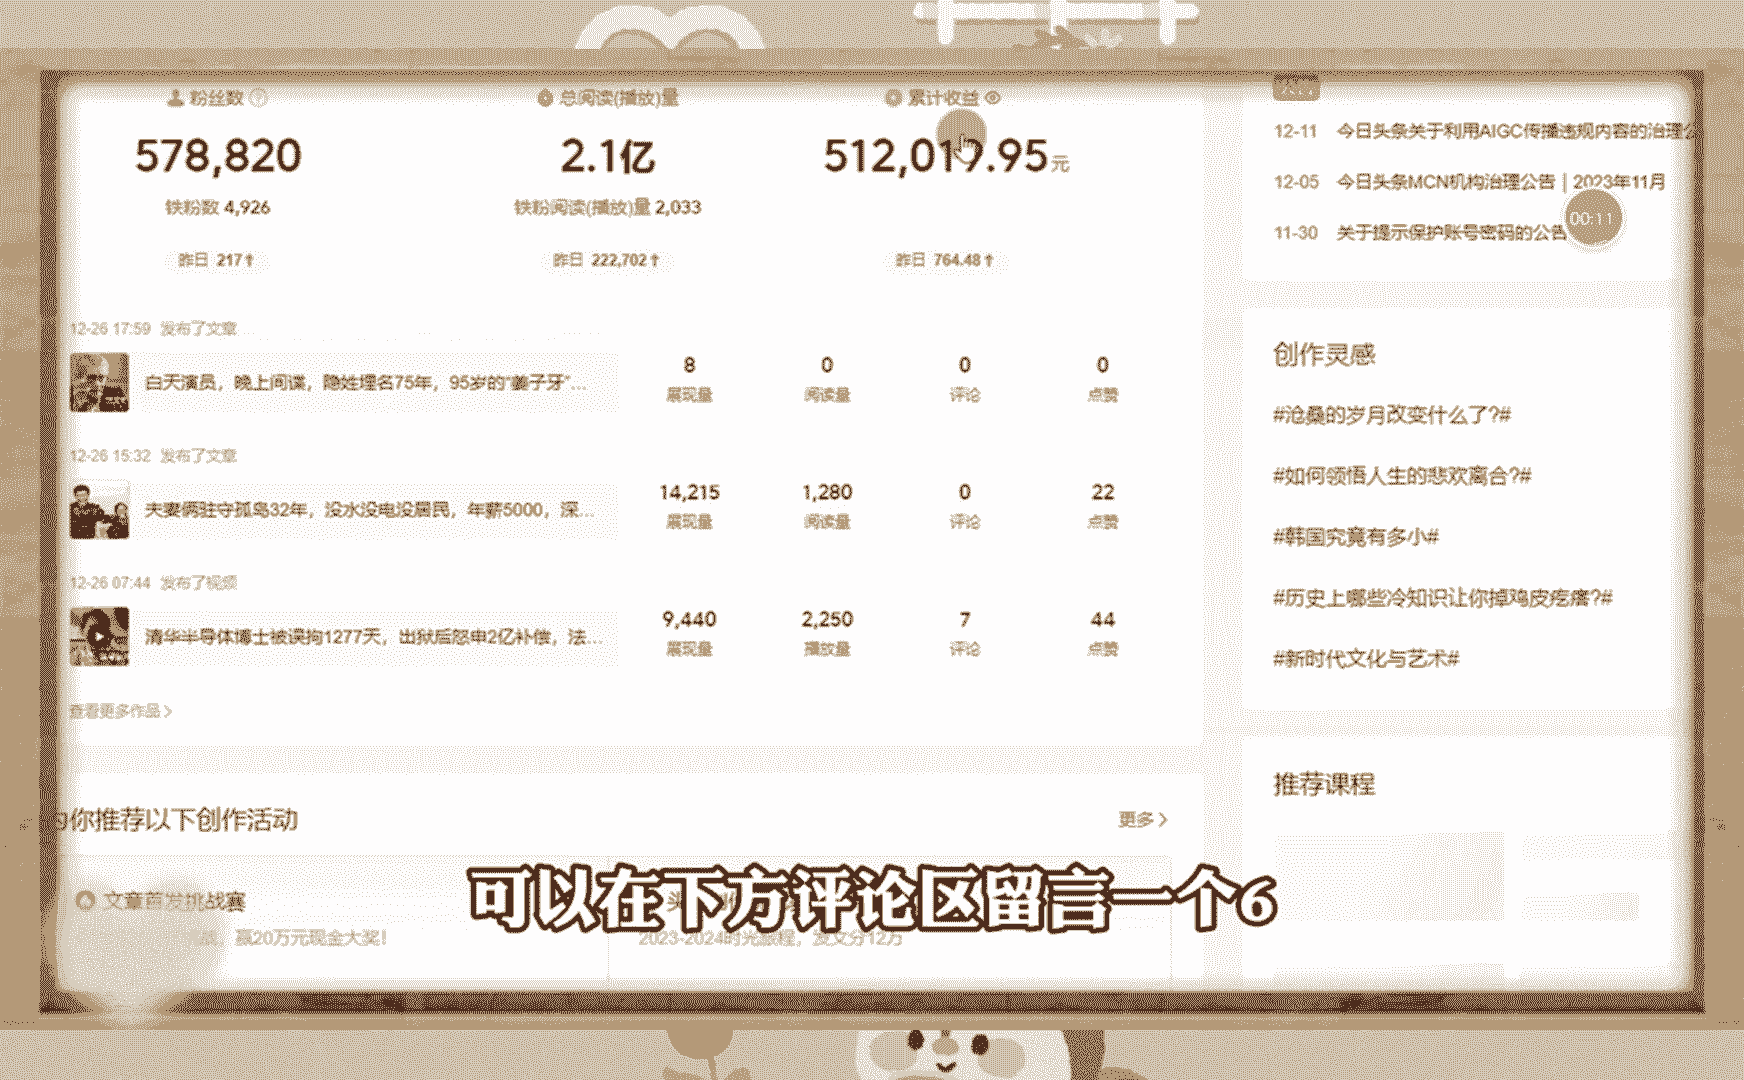 粉丝数
578,820
铁粉数 4,926
昨日 217↑
总阅读(播放)量
2.1亿
铁粉阅读(播放)量 2,033
昨日 222,702↑
累计收益
512,019.95元
昨日 764.48↑
12-26 17:59 发布了文章
白天演员，晚上间谍，隐姓埋名75年，95岁的“姜子牙”...
8
展现量
0
阅读量
0
评论
0
点赞
12-26 15:32 发布了文章
夫妻俩驻守孤岛32年，没水没电没居民，年薪5000，深...
14,215
展现量
1,280
阅读量
0
评论
22
点赞
12-26 07:44 发布了视频
清华半导体博士被误拘1277天，出狱后怒申2亿补偿，法...
9,440
展现量
2,250
播放量
7
评论
44
点赞
查看更多作品
为你推荐以下创作活动
更多
文章首发挑战赛
赢20万元现金大奖！
2023-2024时光旅程，发文分12万
12-11 今日头条关于利用AIGC传播违规内容的治理公
12-05 今日头条MCN机构治理公告｜2023年11月
11-30 关于提示保护账号密码的公告
00:11
创作灵感
#沧桑的岁月改变什么了?#
#如何领悟人生的悲欢离合?#
#韩国究竟有多小#
#历史上哪些冷知识让你掉鸡皮疙瘩?#
#新时代文化与艺术#
推荐课程
可以在下方评论区留言一个6